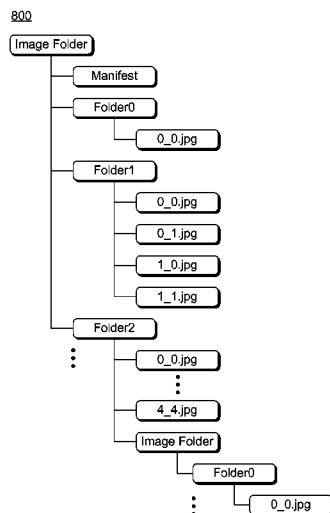 800
Image Folder
Manifest
Folder0
0_0.jpg
Folder1
0_0.jpg
0_1.jpg
1_0.jpg
1_1.jpg
Folder2
0_0.jpg
4_4.jpg
Image Folder
Folder0
0_0.jpg